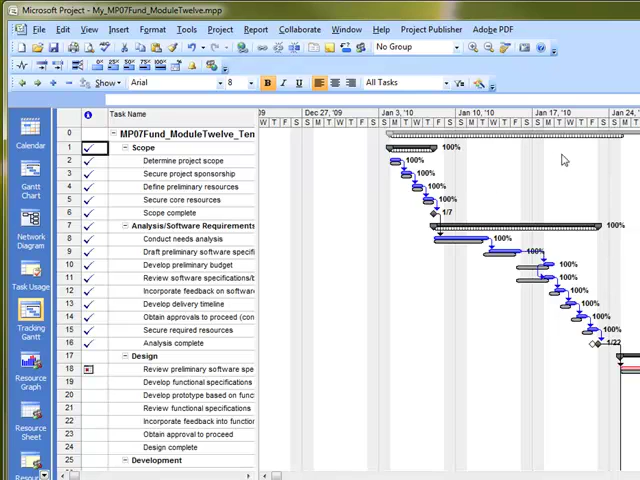 Microsoft Project - My_MP07Fund_ModuleTwelve.mpp
File Edit View Insert Format Tools Project Report Collaborate Window Help Project Publisher Adobe PDF
No Group
0% 25% 50% 75% 100%
Show Arial 8 B I U All Tasks
Task Name '09 Dec 27, '09 Jan 3, '10 Jan 10, '10 Jan 17, '10 Jan 24,
W T F S S M T W T F S S M T W T F S S M T W T F S S M T W T F S S M T
0 MP07Fund_ModuleTwelve_Ten
1 Scope 100%
2 Determine project scope 100%
3 Secure project sponsorship 100%
4 Define preliminary resources 100%
5 Secure core resources 100%
6 Scope complete 1/7
7 Analysis/Software Requirements 100%
8 Conduct needs analysis 100%
9 Draft preliminary software specifi 100%
10 Develop preliminary budget 100%
11 Review software specifications/b 100%
12 Incorporate feedback on softwar 100%
13 Develop delivery timeline 100%
14 Obtain approvals to proceed (con 100%
15 Secure required resources 100%
16 Analysis complete 1/22
17 Design
18 Review preliminary software spe
19 Develop functional specifications
20 Develop prototype based on func
21 Review functional specifications
22 Incorporate feedback into functio
23 Obtain approval to proceed
24 Design complete
25 Development
Calendar
Gantt Chart
Network Diagram
Task Usage
Tracking Gantt
Resource Graph
Resource Sheet